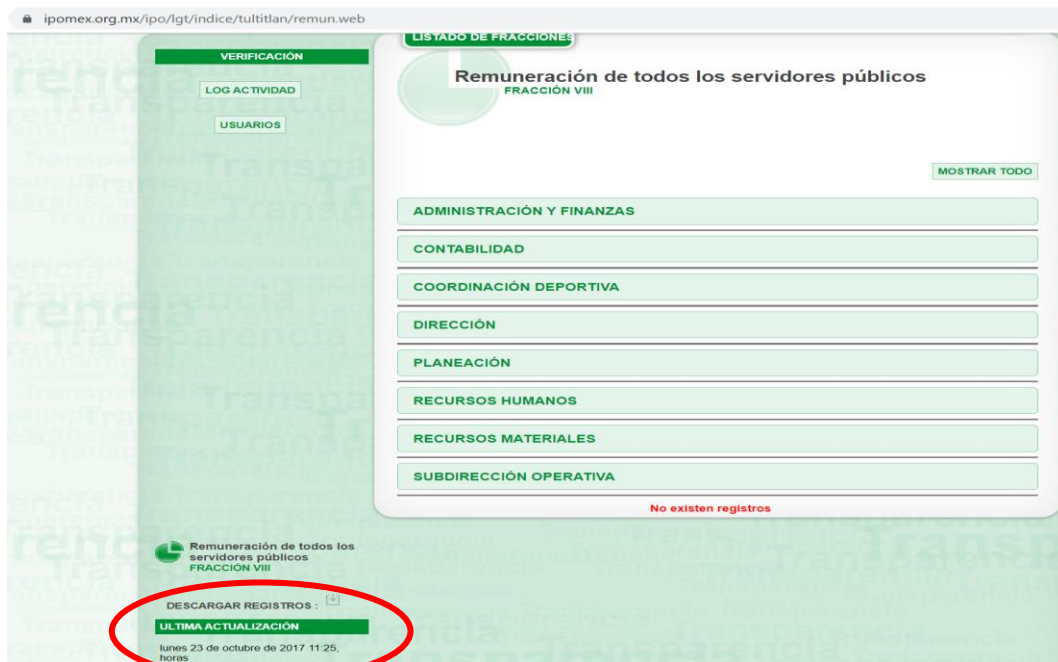 ipomex.org.mx/ipo/lgt/indice/tultitlan/remun.web
VERIFICACIÓN
LOG ACTIVIDAD
USUARIOS
LISTADO DE FRACCIONES
Remuneración de todos los servidores públicos
FRACCIÓN VIII
MOSTRAR TODO
ADMINISTRACIÓN Y FINANZAS
CONTABILIDAD
COORDINACIÓN DEPORTIVA
DIRECCIÓN
PLANEACIÓN
RECURSOS HUMANOS
RECURSOS MATERIALES
SUBDIRECCIÓN OPERATIVA
No existen registros
Remuneración de todos los
servidores públicos
FRACCIÓN VIII
DESCARGAR REGISTROS :
ULTIMA ACTUALIZACIÓN
lunes 23 de octubre de 2017 11:25,
horas